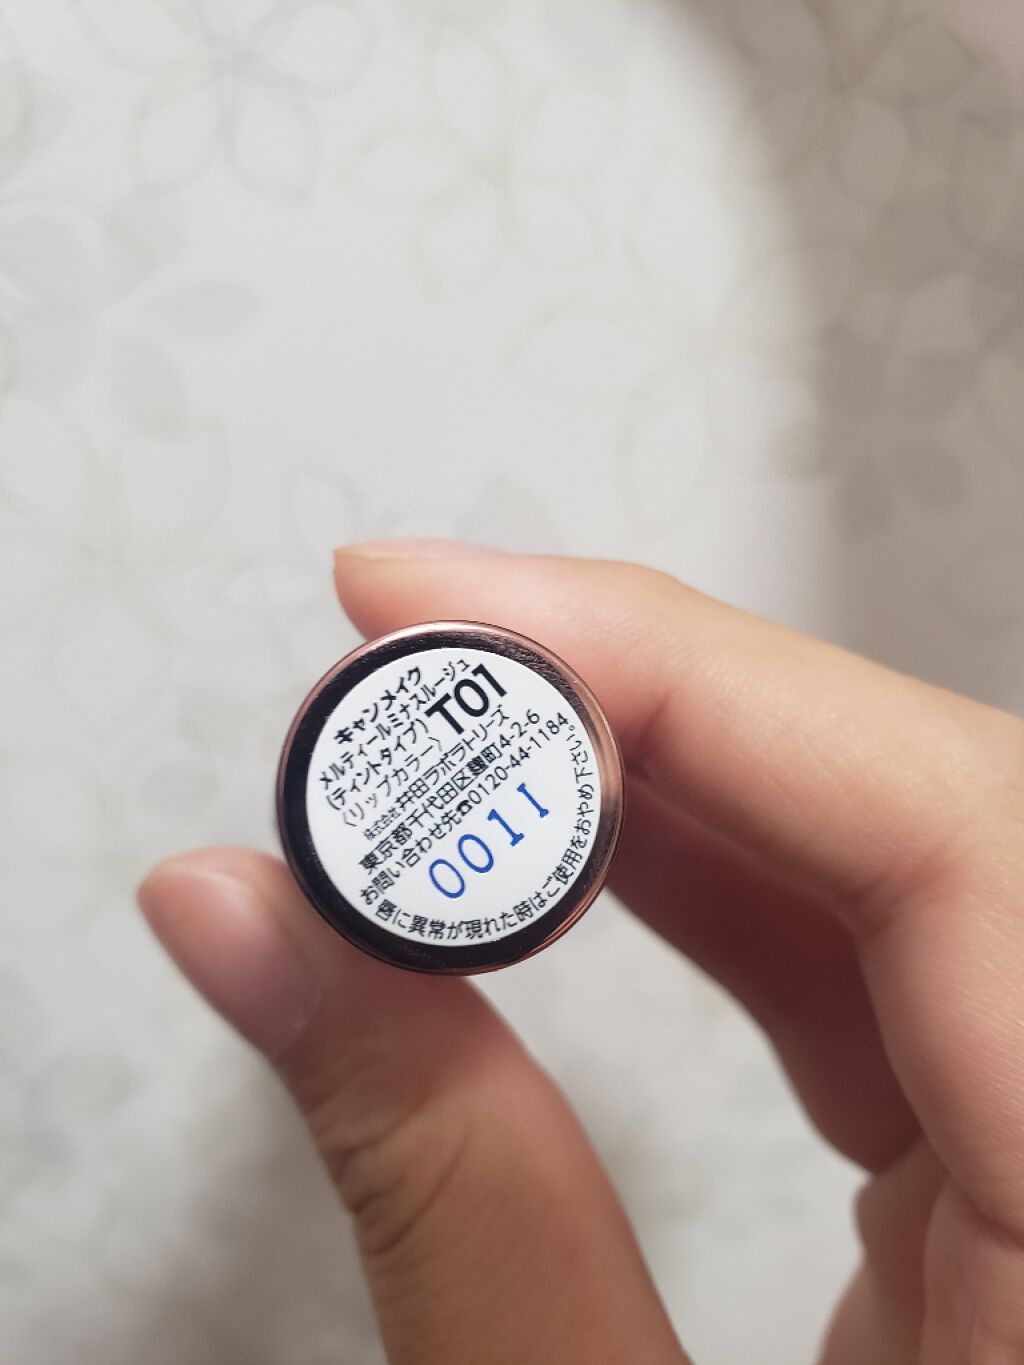 キャンメイク
メルティールミナスルージュ
(ティントタイプ) T01
〈リップカラー〉
株式会社井田ラボラトリーズ
東京都千代田区麴町4-2-6
お問い合わせ先☎0120-44-1184
0011
お唇に異常が現れた時はご使用をおやめ下さい。